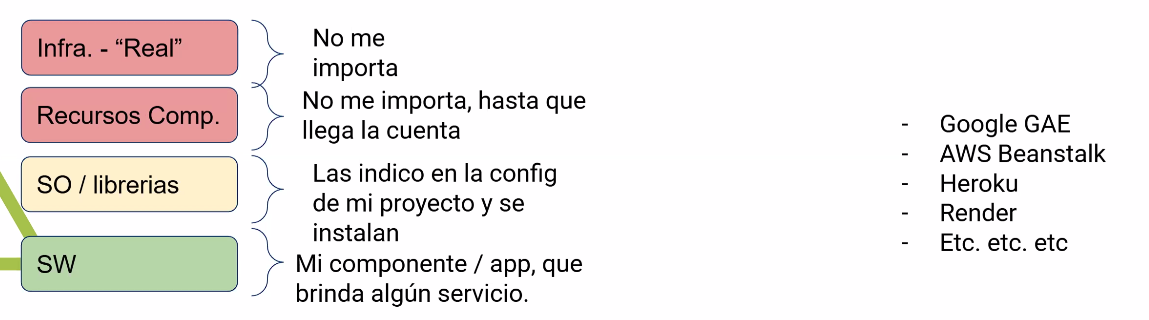 Infra. - “Real”
No me
importa
Recursos Comp.
No me importa, hasta que
llega la cuenta
SO / librerias
Las indico en la config
de mi proyecto y se
instalan
SW
Mi componente / app, que
brinda algún servicio.
- Google GAE
- AWS Beanstalk
- Heroku
- Render
- Etc. etc. etc